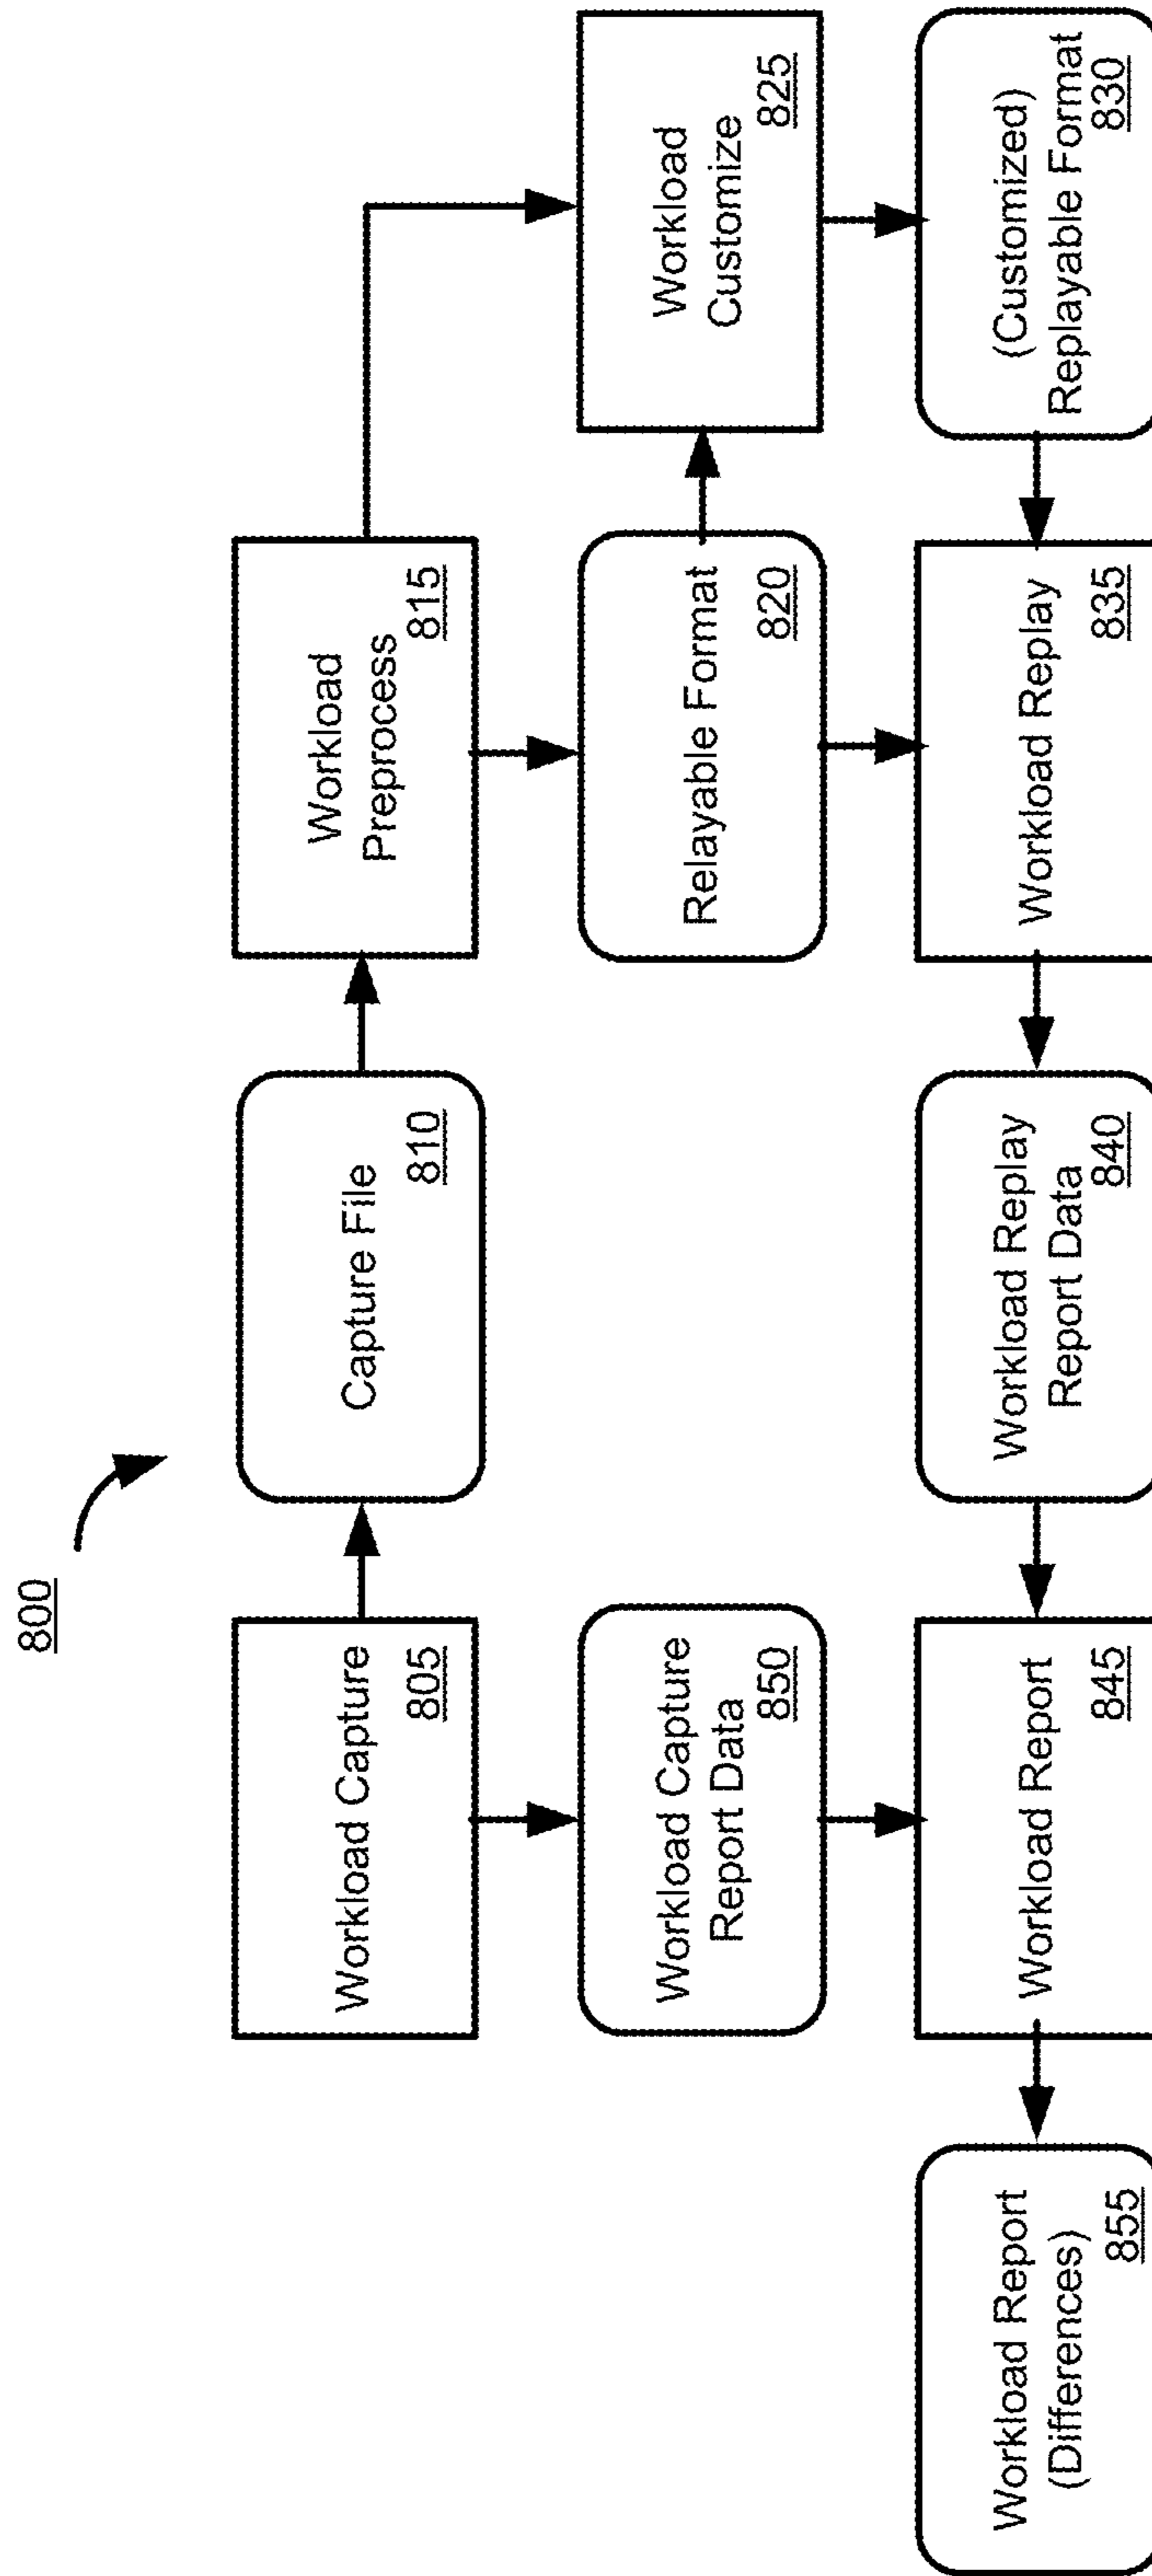 800
Workload Capture
805
Capture File
810
Workload
Preprocess
815
Workload Capture
Report Data
850
Relayable Format
820
Workload
Customize
825
Workload Report
(Differences)
855
Workload Report
845
Workload Replay
Report Data
840
Workload Replay
835
(Customized)
Replayable Format
830